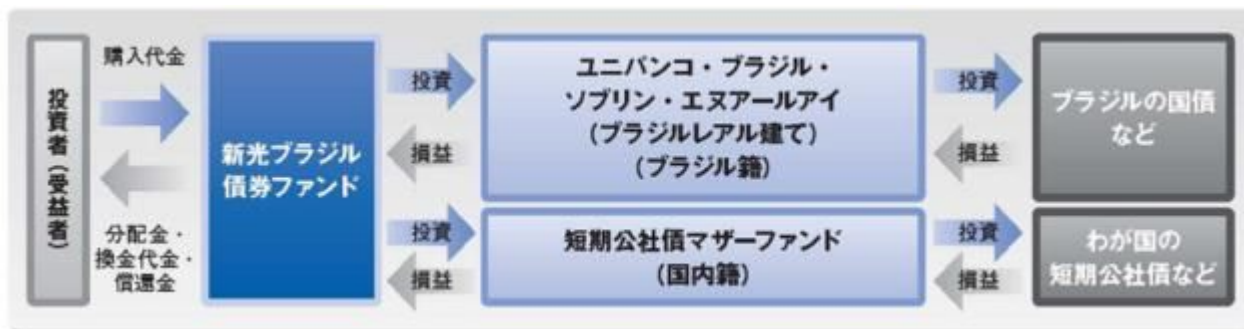 投資者(受益者)
購入代金
分配金・
換金代金・
償還金
新光ブラジル
債券ファンド
投資
損益
投資
損益
ユニバンコ・ブラジル・
ソブリン・エヌアールアイ
(ブラジルレアル建て)
(ブラジル籍)
短期公社債マザーファンド
(国内籍)
投資
損益
投資
損益
ブラジルの国債
など
わが国の
短期公社債など